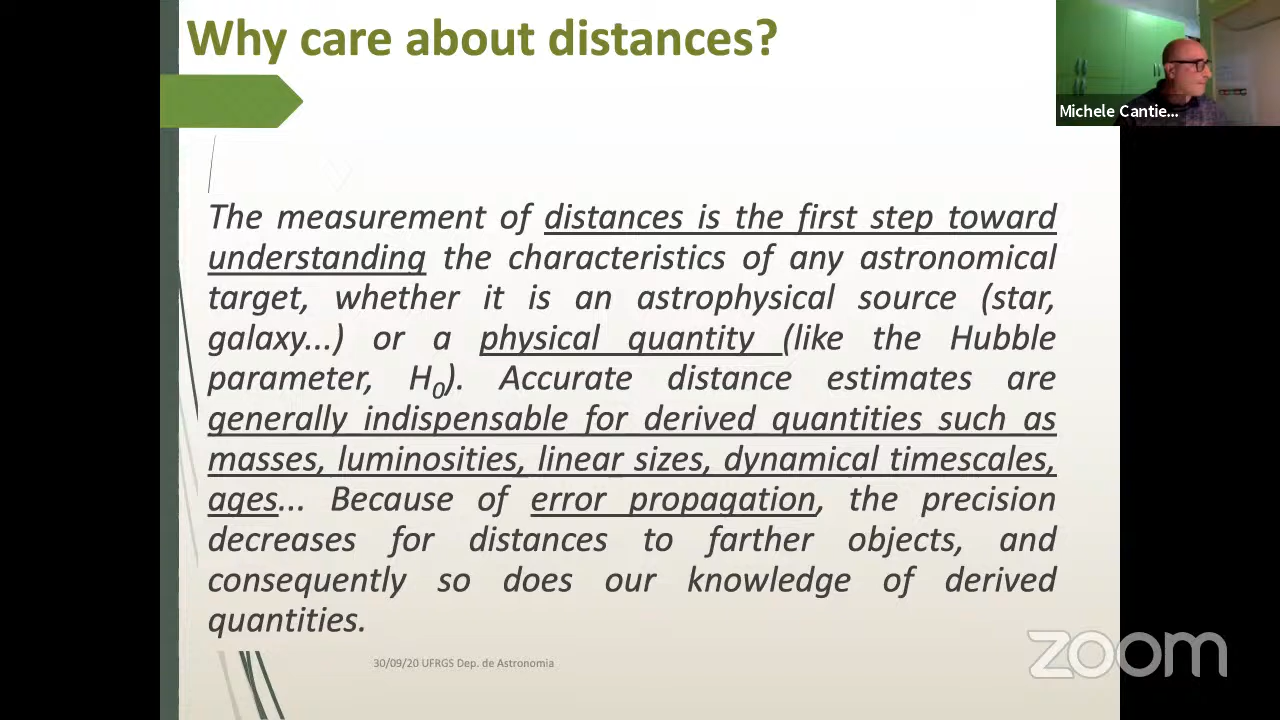 Why care about distances?
Michele Cantie...
The measurement of distances is the first step toward
understanding the characteristics of any astronomical
target, whether it is an astrophysical source (star,
galaxy...) or a physical quantity (like the Hubble
parameter, H0). Accurate distance estimates are
generally indispensable for derived quantities such as
masses, luminosities, linear sizes, dynamical timescales,
ages... Because of error propagation, the precision
decreases for distances to farther objects, and
consequently so does our knowledge of derived
quantities.
30/09/20 UFRGS Dep. de Astronomia
zoom